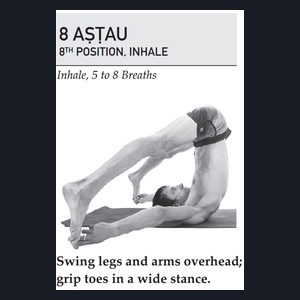 8 AṢṬAU
8TH POSITION, INHALE
Inhale, 5 to 8 Breaths
Swing legs and arms overhead;
grip toes in a wide stance.